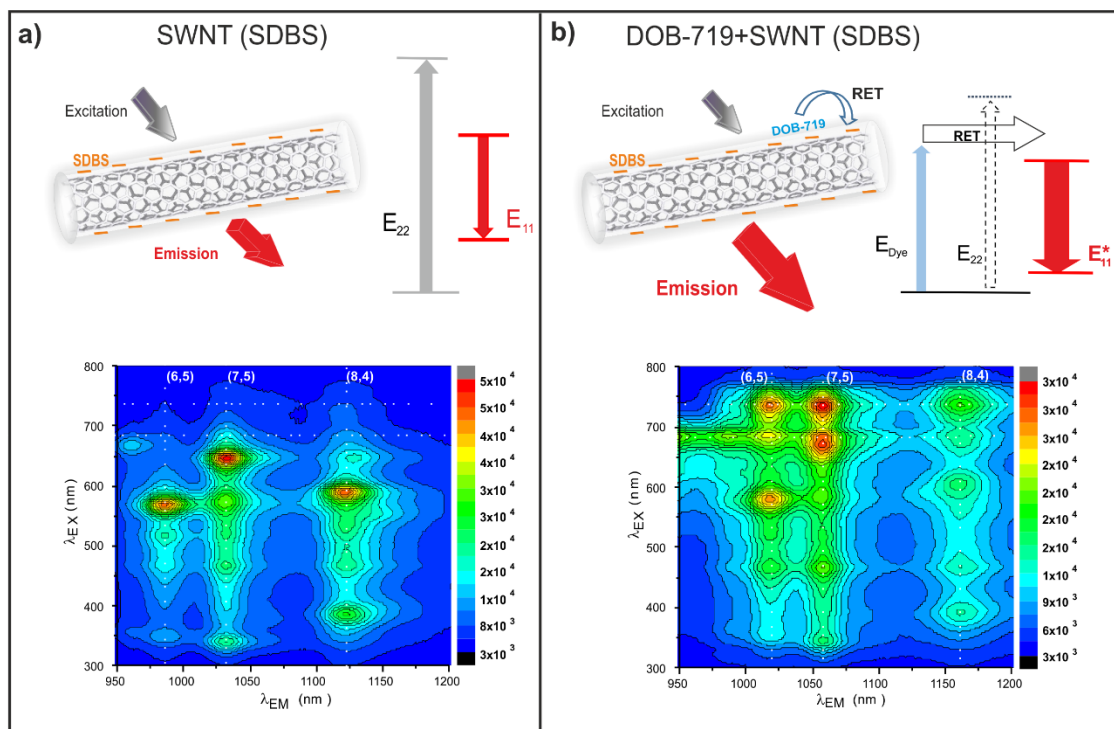 a) SWNT (SDBS)
Excitation
SDBS
Emission
E22
E11
800
700
600
500
400
300
λEX (nm)
(6,5) (7,5) (8,4)
950 1000 1050 1100 1150 1200
λEM (nm)
5x10 4
5x10 4
4x10 4
4x10 4
3x10 4
3x10 4
2x10 4
2x10 4
1x10 4
8x10 3
3x10 3
b) DOB-719+SWNT (SDBS)
Excitation
RET
DOB-719
SDBS
Emission
RET
EDye
E22
E11*
800
700
600
500
400
300
λEX (nm)
(6,5) (7,5) (8,4)
950 1000 1050 1100 1150 1200
λEM (nm)
3x10 4
3x10 4
3x10 4
2x10 4
2x10 4
2x10 4
2x10 4
1x10 4
9x10 3
6x10 3
3x10 3